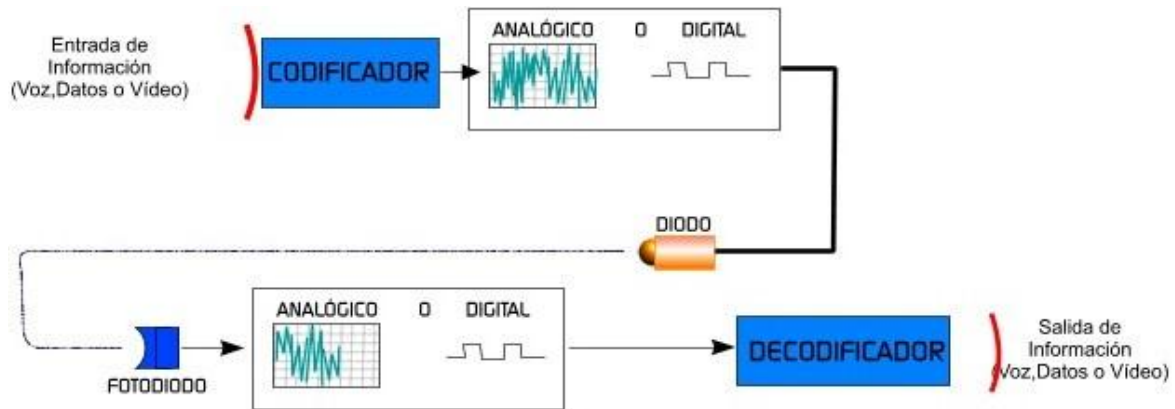 Entrada de
Información
(Voz,Datos o Vídeo)
CODIFICADOR
ANALÓGICO O DIGITAL
DIODO
FOTODIODO
ANALÓGICO O DIGITAL
DECODIFICADOR
Salida de
Información
(Voz,Datos o Vídeo)